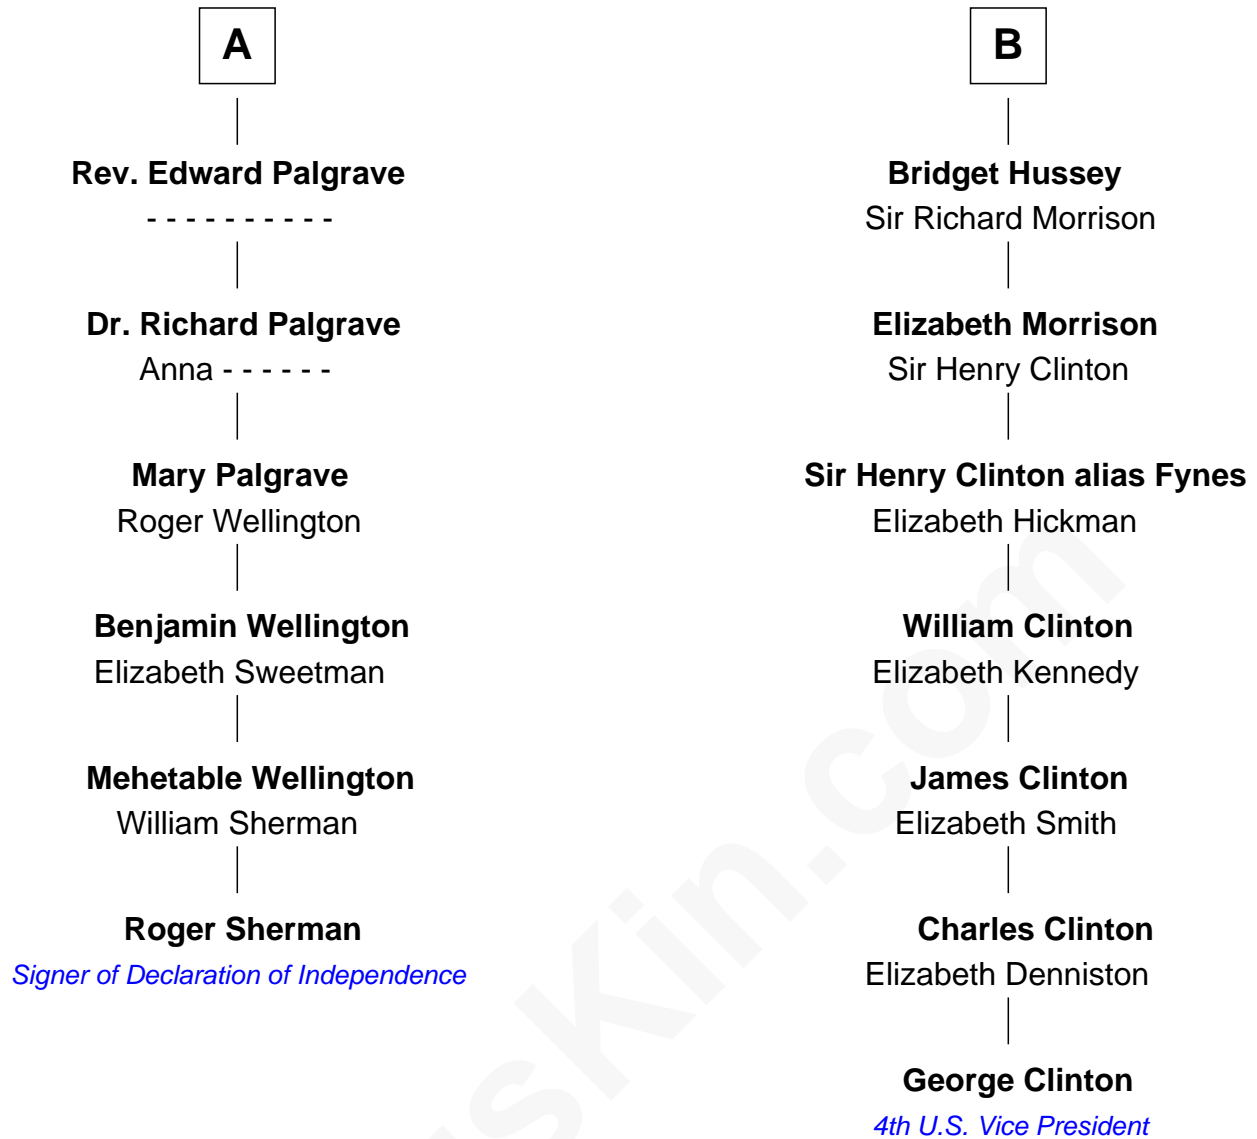 A
Rev. Edward Palgrave
- - - - - - - - - -
Dr. Richard Palgrave
Anna - - - - - -
Mary Palgrave
Roger Wellington
Benjamin Wellington
Elizabeth Sweetman
Mehetable Wellington
William Sherman
Roger Sherman
Signer of Declaration of Independence
B
Bridget Hussey
Sir Richard Morrison
Elizabeth Morrison
Sir Henry Clinton
Sir Henry Clinton alias Fynes
Elizabeth Hickman
William Clinton
Elizabeth Kennedy
James Clinton
Elizabeth Smith
Charles Clinton
Elizabeth Denniston
George Clinton
4th U.S. Vice President